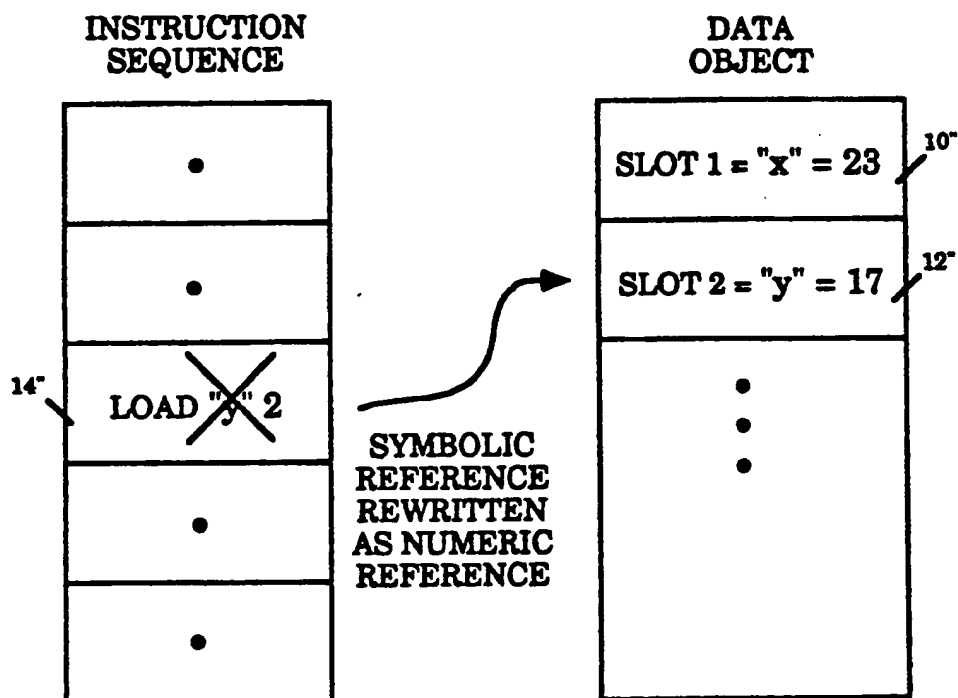 INSTRUCTION
SEQUENCE
DATA
OBJECT
SLOT 1 = "x" = 23
10"
SLOT 2 = "y" = 17
12"
14"
LOAD "y" 2
SYMBOLIC
REFERENCE
REWRITTEN
AS NUMERIC
REFERENCE